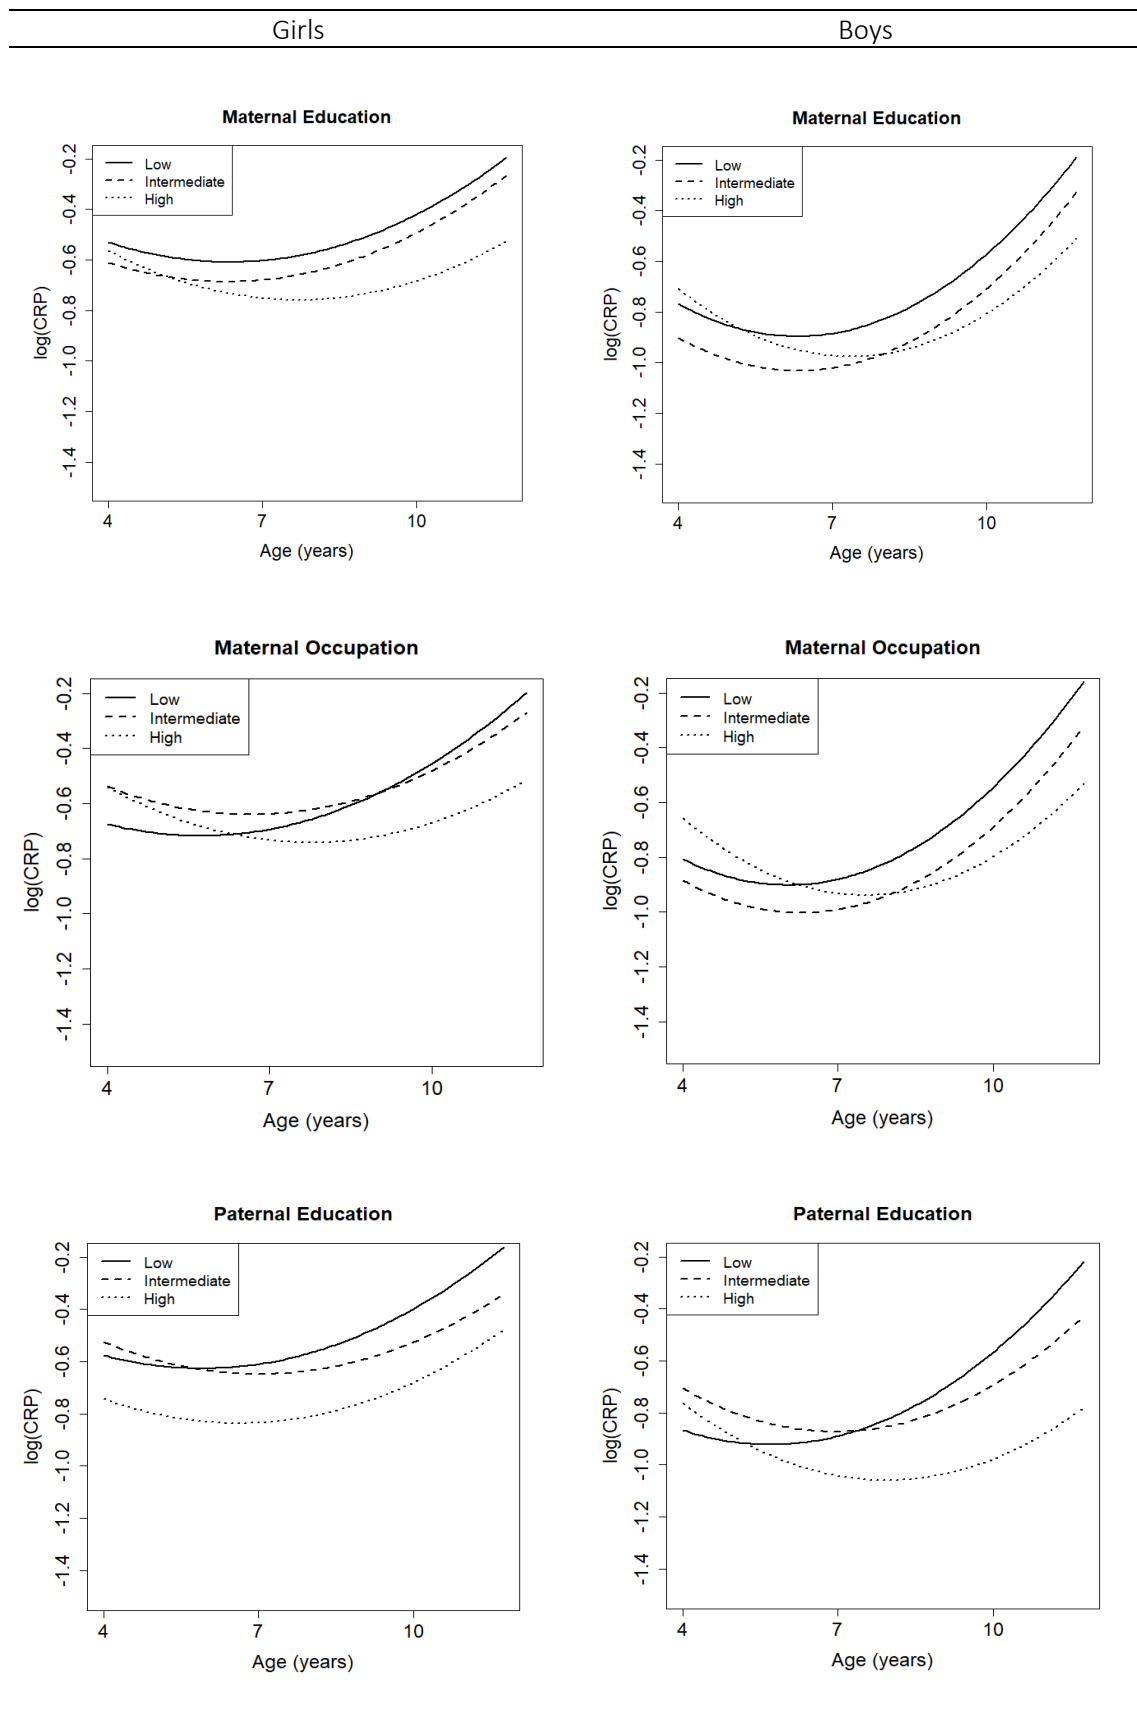 Girls Boys
Maternal Education
Low
Intermediate
High
-0.2
-0.4
-0.6
-0.8
-1.0
-1.2
-1.4
log(CRP)
4 7 10
Age (years)
Maternal Education
Low
Intermediate
High
-0.2
-0.4
-0.6
-0.8
-1.0
-1.2
-1.4
log(CRP)
4 7 10
Age (years)
Maternal Occupation
Low
Intermediate
High
-0.2
-0.4
-0.6
-0.8
-1.0
-1.2
-1.4
log(CRP)
4 7 10
Age (years)
Maternal Occupation
Low
Intermediate
High
-0.2
-0.4
-0.6
-0.8
-1.0
-1.2
-1.4
log(CRP)
4 7 10
Age (years)
Paternal Education
Low
Intermediate
High
-0.2
-0.4
-0.6
-0.8
-1.0
-1.2
-1.4
log(CRP)
4 7 10
Age (years)
Paternal Education
Low
Intermediate
High
-0.2
-0.4
-0.6
-0.8
-1.0
-1.2
-1.4
log(CRP)
4 7 10
Age (years)